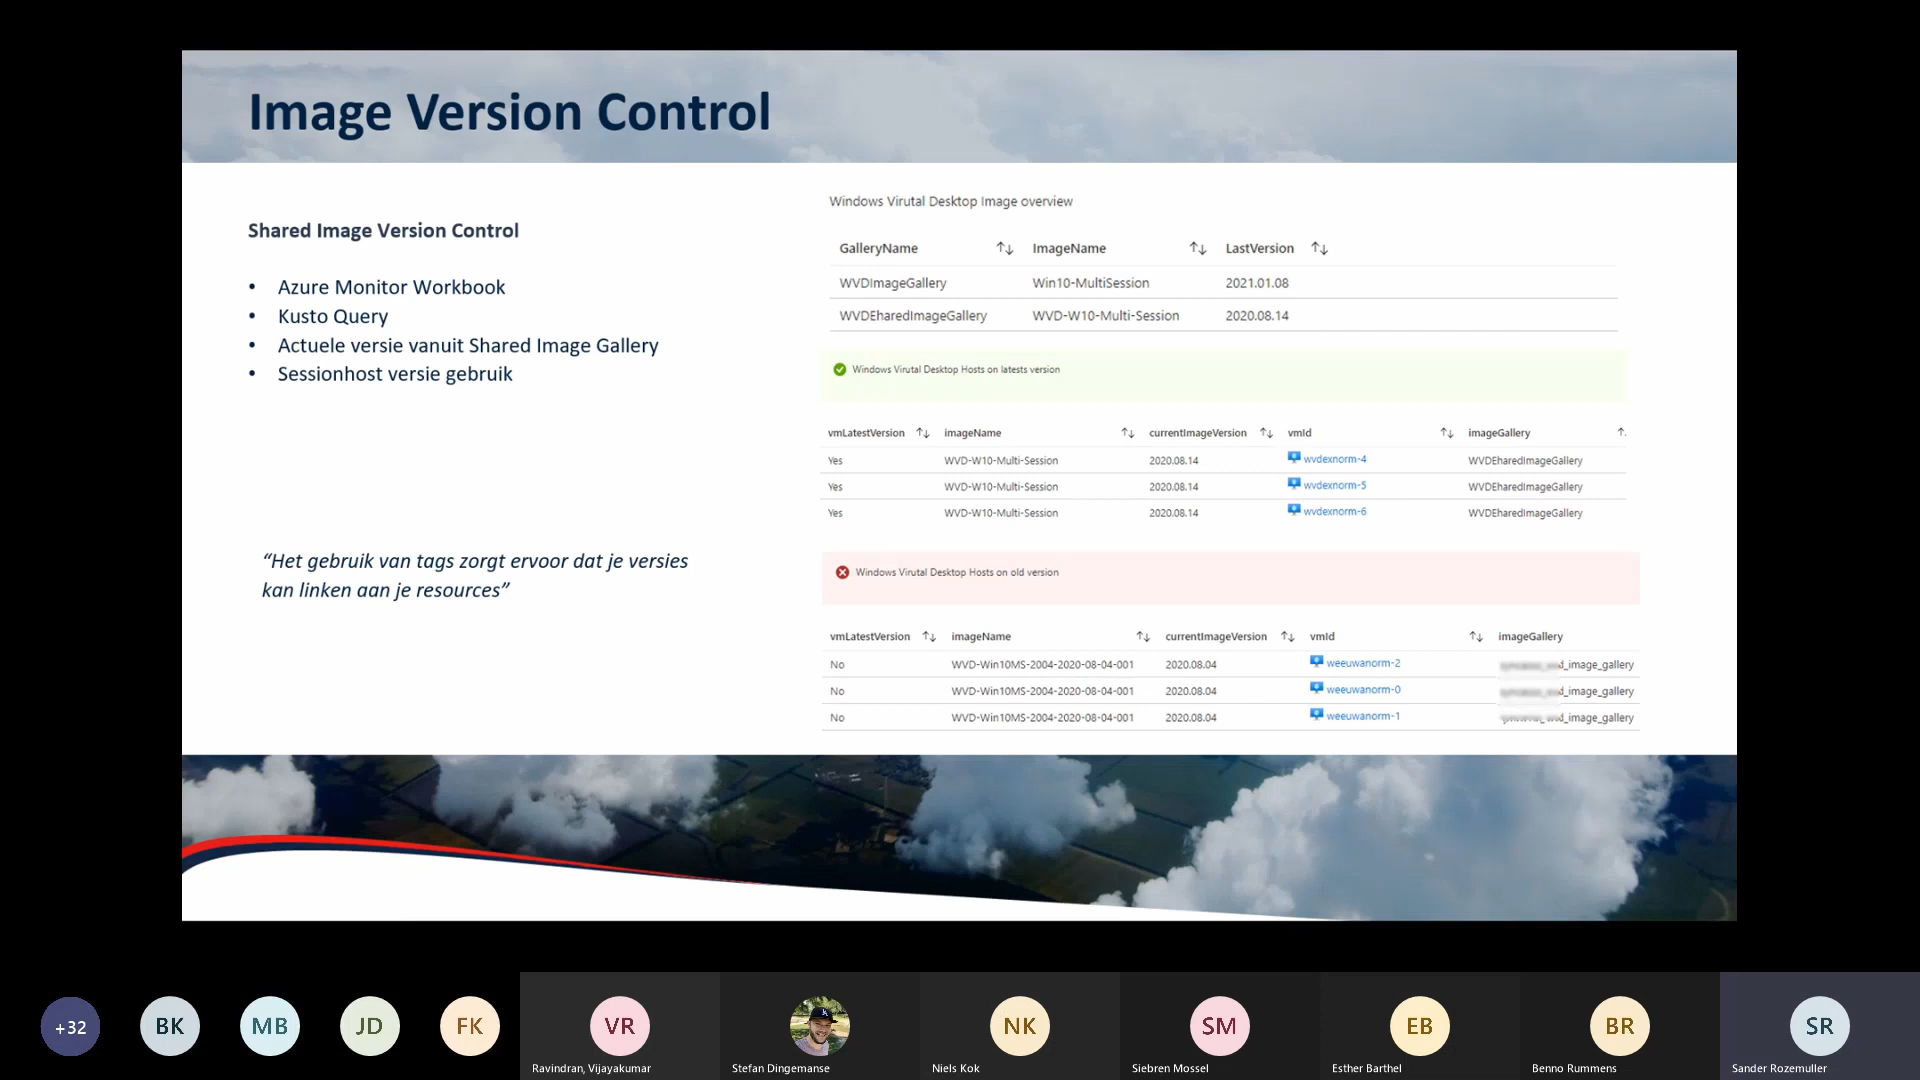 Image Version Control
Shared Image Version Control
• Azure Monitor Workbook
• Kusto Query
• Actuele versie vanuit Shared Image Gallery
• Sessionhost versie gebruik
“Het gebruik van tags zorgt ervoor dat je versies
kan linken aan je resources”
Windows Virutal Desktop Image overview
GalleryName ↑↓ ImageName ↑↓ LastVersion ↑↓
WVDImageGallery Win10-MultiSession 2021.01.08
WVDEharedImageGallery WVD-W10-Multi-Session 2020.08.14
Windows Virutal Desktop Hosts on latests version
vmLatestVersion ↑↓ imageName ↑↓ currentImageVersion ↑↓ vmId ↑↓ imageGallery ↑
Yes WVD-W10-Multi-Session 2020.08.14 wvdexnorm-4 WVDEharedImageGallery
Yes WVD-W10-Multi-Session 2020.08.14 wvdexnorm-5 WVDEharedImageGallery
Yes WVD-W10-Multi-Session 2020.08.14 wvdexnorm-6 WVDEharedImageGallery
Windows Virutal Desktop Hosts on old version
vmLatestVersion ↑↓ imageName ↑↓ currentImageVersion ↑↓ vmId ↑↓ imageGallery
No WVD-Win10MS-2004-2020-08-04-001 2020.08.04 weeuwanorm-2 d_image_gallery
No WVD-Win10MS-2004-2020-08-04-001 2020.08.04 weeuwanorm-0 d_image_gallery
No WVD-Win10MS-2004-2020-08-04-001 2020.08.04 weeuwanorm-1 d_image_gallery
+32 BK MB JD FK VR NK SM EB BR SR
Ravindran, Vijayakumar Stefan Dingemanse Niels Kok Siebren Mossel Esther Barthel Benno Rummens Sander Rozemuller